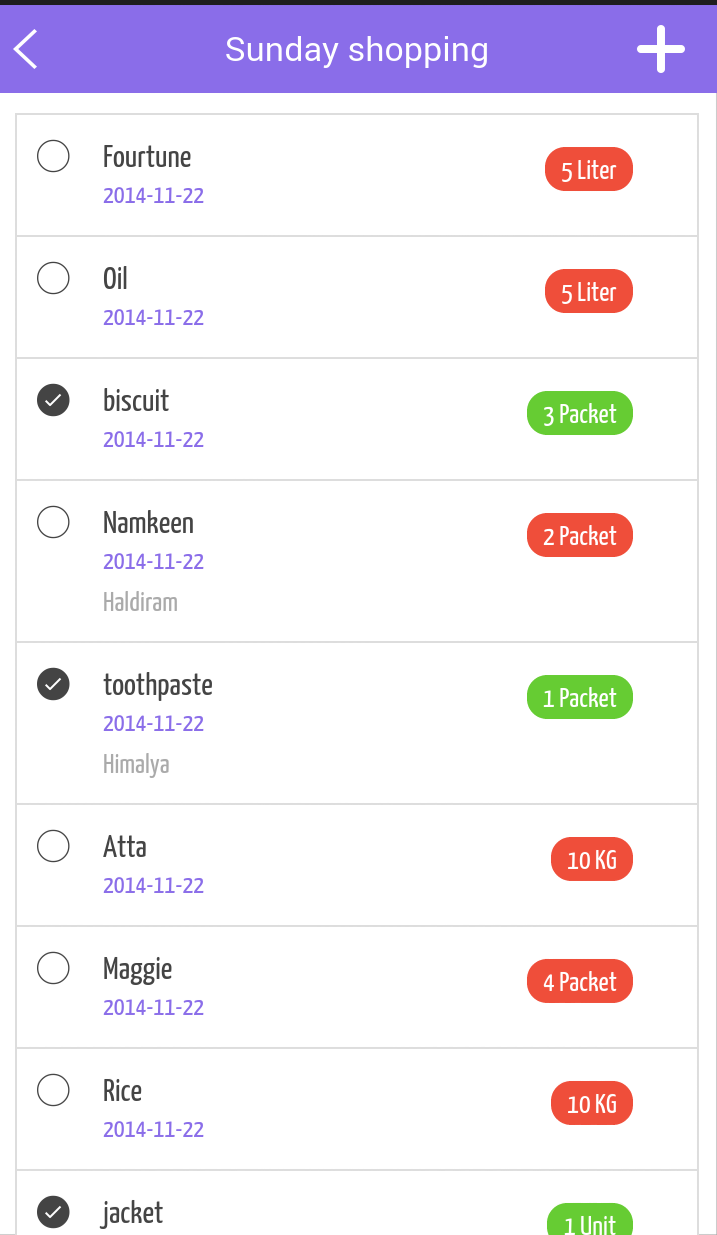 Sunday shopping
Fourtune
5 Liter
2014-11-22
Oil
5 Liter
2014-11-22
biscuit
3 Packet
2014-11-22
Namkeen
2 Packet
2014-11-22
Haldiram
toothpaste
1 Packet
2014-11-22
Himalya
Atta
10 KG
2014-11-22
Maggie
4 Packet
2014-11-22
Rice
10 KG
2014-11-22
jacket
1 Unit